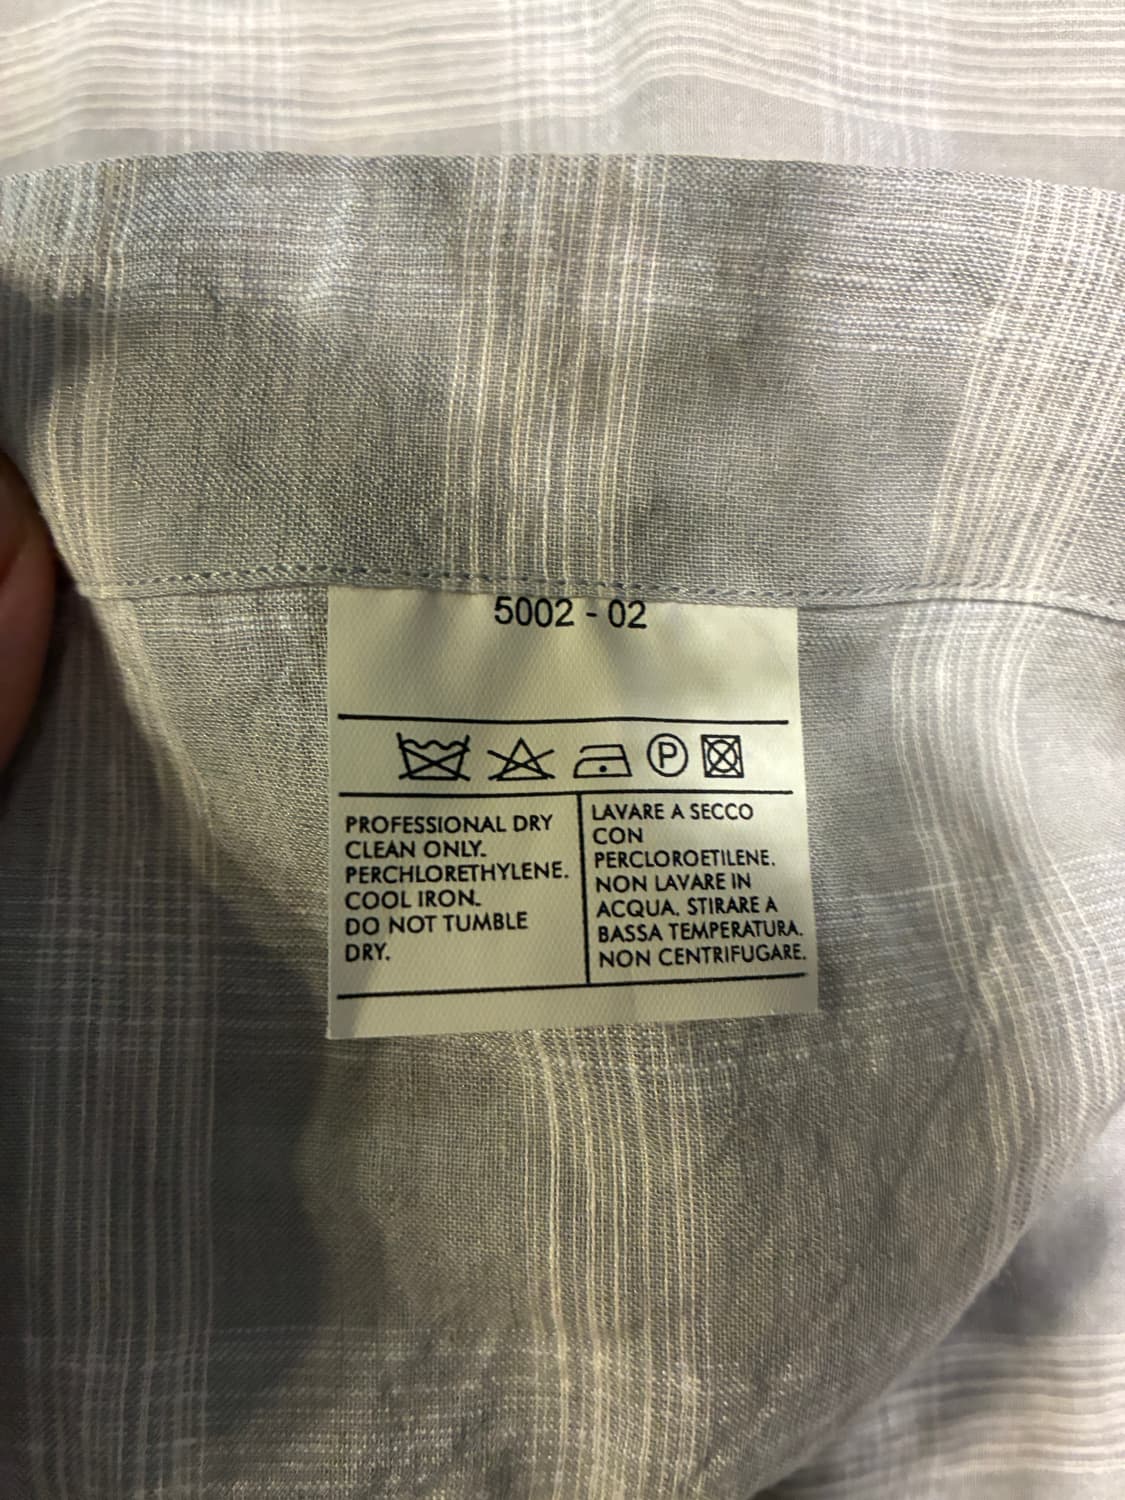 5002 - 02
P
PROFESSIONAL DRY
CLEAN ONLY.
PERCHLORETHYLENE.
COOL IRON.
DO NOT TUMBLE
DRY.
LAVARE A SECCO
CON
PERCLOROETILENE.
NON LAVARE IN
ACQUA. STIRARE A
BASSA TEMPERATURA.
NON CENTRIFUGARE.